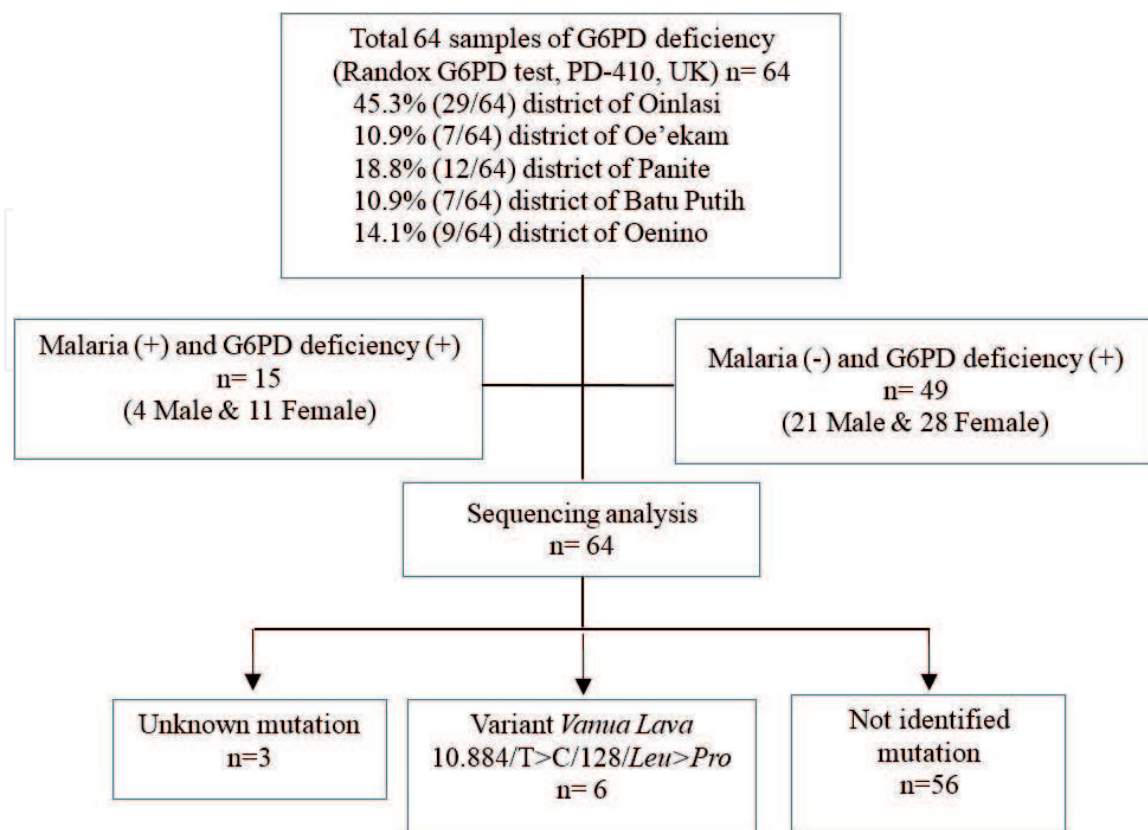 Total 64 samples of G6PD deficiency
(Randox G6PD test, PD-410, UK) n= 64
45.3% (29/64) district of Oinlasi
10.9% (7/64) district of Oe’ekam
18.8% (12/64) district of Panite
10.9% (7/64) district of Batu Putih
14.1% (9/64) district of Oenino
Malaria (+) and G6PD deficiency (+)
n= 15
(4 Male & 11 Female)
Malaria (-) and G6PD deficiency (+)
n= 49
(21 Male & 28 Female)
Sequencing analysis
n= 64
Unknown mutation
n=3
Variant Vanua Lava
10.884/T>C/128/Leu>Pro
n= 6
Not identified
mutation
n=56